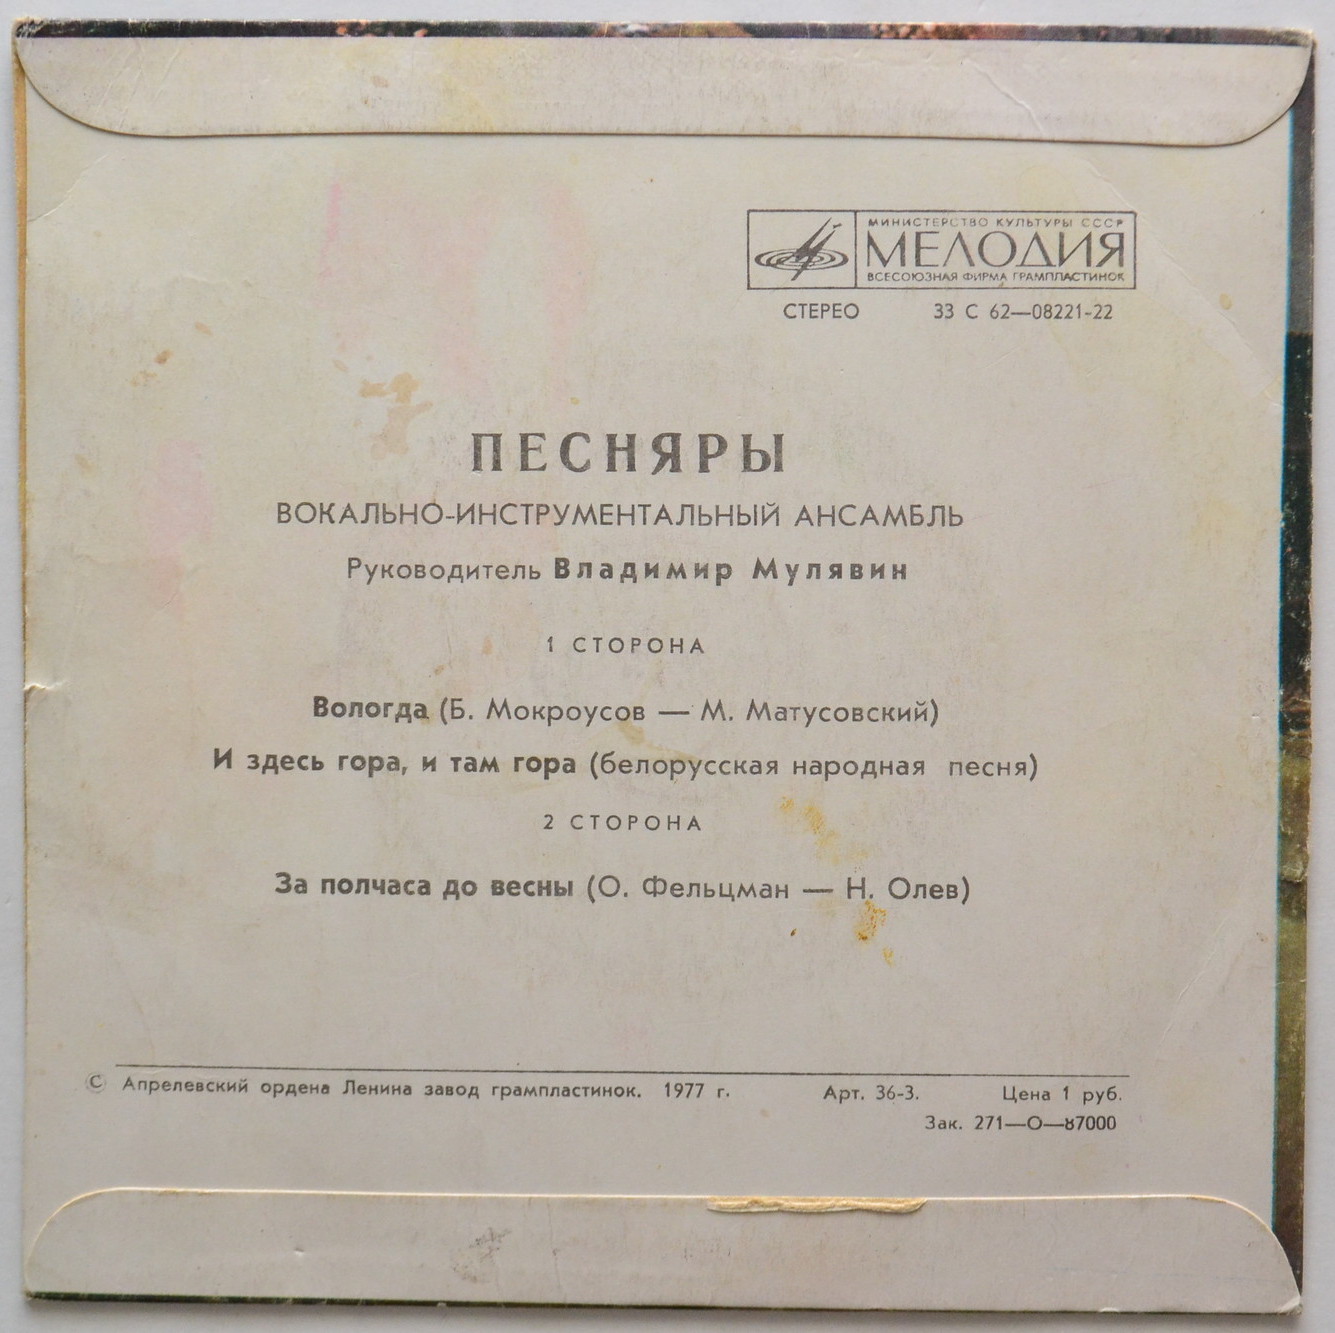 МИНИСТЕРСТВО КУЛЬТУРЫ СССР
МЕЛОДИЯ
ВСЕСОЮЗНАЯ ФИРМА ГРАМПЛАСТИНОК
СТЕРЕО 33 С 62—08221-22
ПЕСНЯРЫ
ВОКАЛЬНО-ИНСТРУМЕНТАЛЬНЫЙ АНСАМБЛЬ
Руководитель Владимир Мулявин
1 СТОРОНА
Вологда (Б. Мокроусов — М. Матусовский)
И здесь гора, и там гора (белорусская народная песня)
2 СТОРОНА
За полчаса до весны (О. Фельцман — Н. Олев)
© Апрелевский ордена Ленина завод грампластинок. 1977 г. Арт. 36-3. Цена 1 руб.
Зак. 271—О—87000